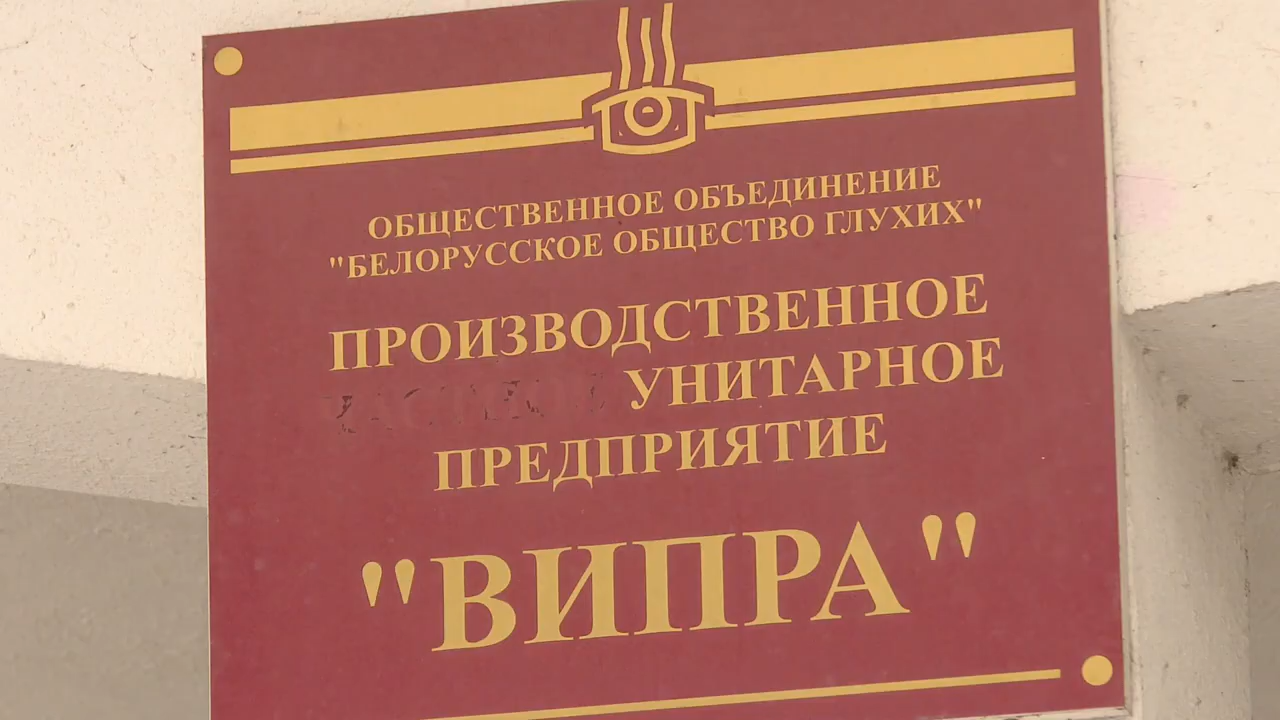 ОБЩЕСТВЕННОЕ ОБЪЕДИНЕНИЕ
"БЕЛОРУССКОЕ ОБЩЕСТВО ГЛУХИХ"
ПРОИЗВОДСТВЕННОЕ
УНИТАРНОЕ
ПРЕДПРИЯТИЕ
"ВИПРА"